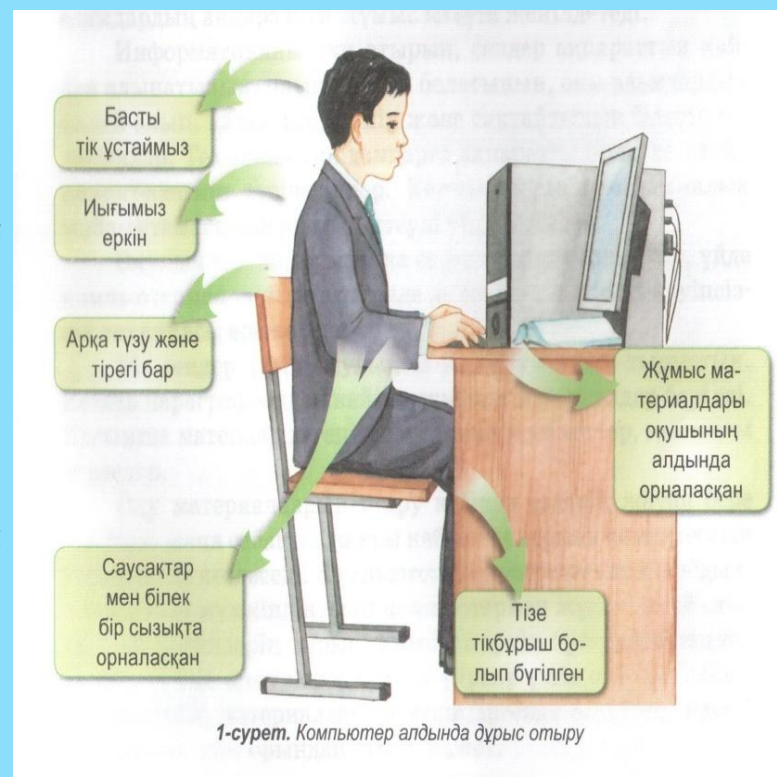 Басты
тік ұстаймыз
Иығымыз
еркін
Арқа түзу және
тірегі бар
Жұмыс ма-
териалдары
оқушының
алдында
орналасқан
Саусақтар
мен білек
бір сызықта
орналасқан
Тізе
тікбұрыш бо-
лып бүгілген
1-сурет. Компьютер алдында дұрыс отыру